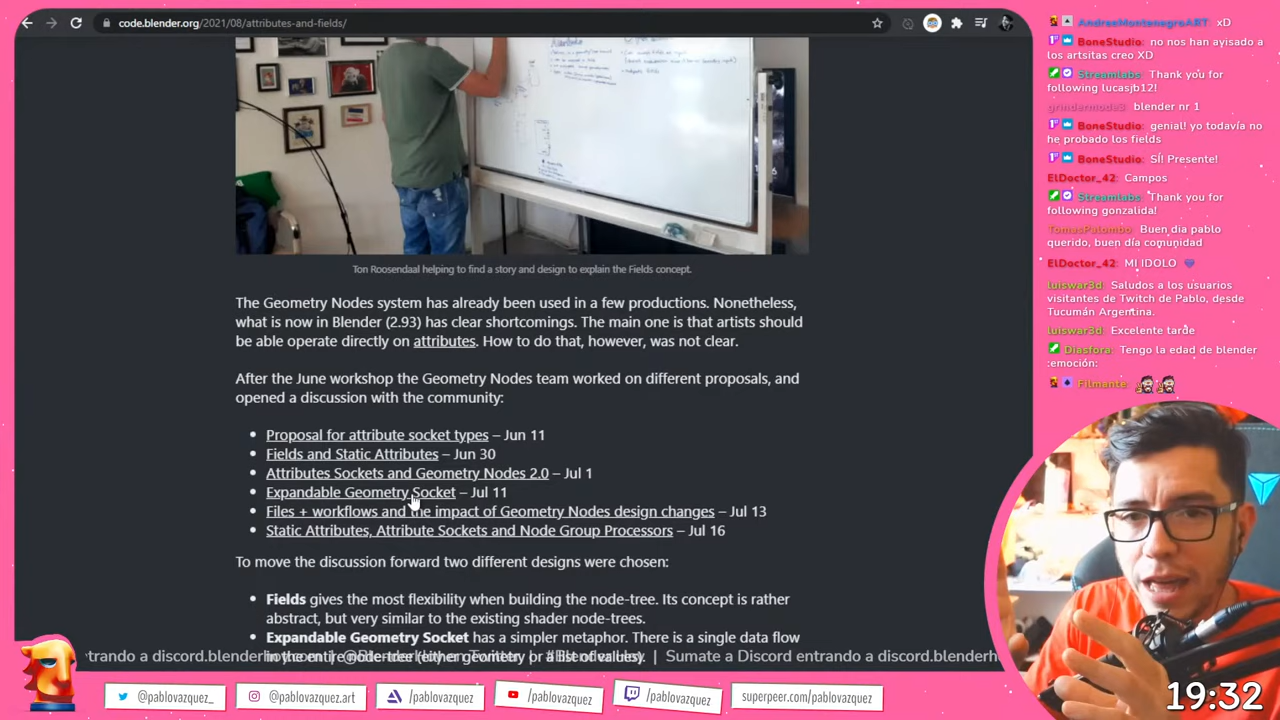 code.blender.org/2021/08/attributes-and-fields/
Ton Roosendaal helping to find a story and design to explain the Fields concept.
The Geometry Nodes system has already been used in a few productions. Nonetheless,
what is now in Blender (2.93) has clear shortcomings. The main one is that artists should
be able operate directly on attributes. How to do that, however, was not clear.
After the June workshop the Geometry Nodes team worked on different proposals, and
opened a discussion with the community:
Proposal for attribute socket types – Jun 11
Fields and Static Attributes – Jun 30
Attributes Sockets and Geometry Nodes 2.0 – Jul 1
Expandable Geometry Socket – Jul 11
Files + workflows and the impact of Geometry Nodes design changes – Jul 13
Static Attributes, Attribute Sockets and Node Group Processors – Jul 16
To move the discussion forward two different designs were chosen:
Fields gives the most flexibility when building the node-tree. Its concept is rather
abstract, but very similar to the existing shader node-trees.
Expandable Geometry Socket has a simpler metaphor. There is a single data flow
| Sumate a Discord entrando a discord.blenderh
@pablovazquez_
@pablovazquez.art
/pablovazquez
/pablovazquez
/pablovazquez
superpeer.com/pablovazquez
AndreeMontenegroART xD
BoneStudio: no nos han avisado a
los artsitas creo XD
Streamlabs: Thank you for
following lucasjb12!
grindermode3 blender nr 1
BoneStudio: genial! yo todavía no
he probado los fields
BoneStudio: SÍ! Presente!
ElDoctor_42: Campos
Streamlabs: Thank you for
following gonzalida!
TomasPalombo: Buen dia pablo
querido, buen día comunidad
ElDoctor_42: MI IDOLO
luiswar3d: Saludos a los usuarios
visitantes de Twitch de Pablo, desde
Tucumán Argentina.
luiswar3d: Excelente tarde
Diasfora: Tengo la edad de blender
:emoción:
Filmante:
19:32